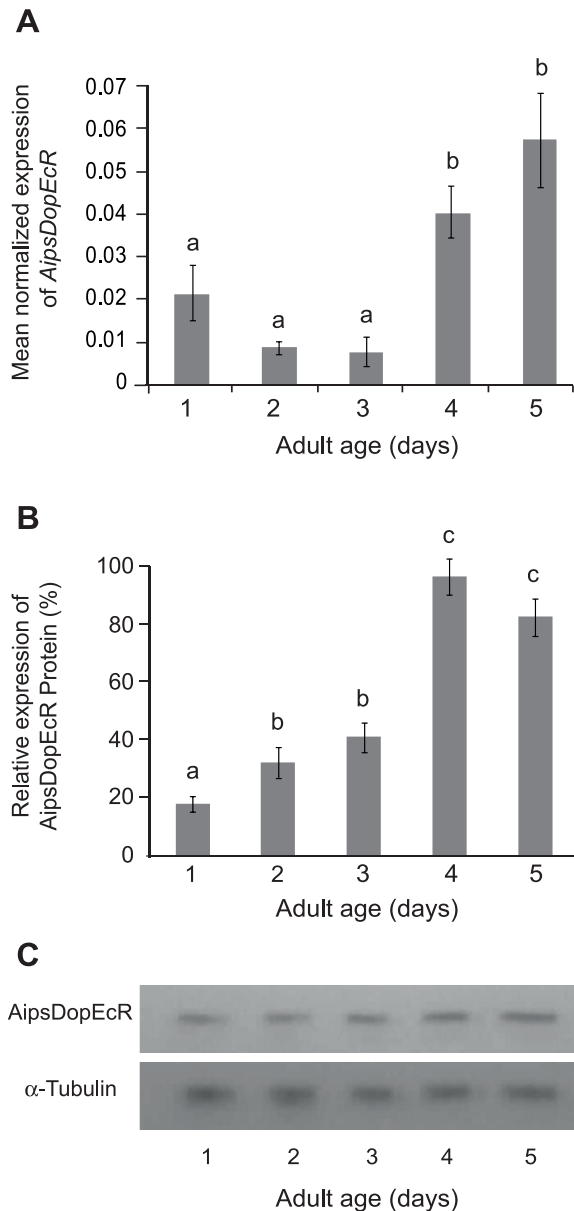 A
Mean normalized expression
of AipsDopEcR
0.07
0.06
0.05
0.04
0.03
0.02
0.01
0
a
a
a
b
b
1 2 3 4 5
Adult age (days)
B
Relative expression of
AipsDopEcR Protein (%)
100
80
60
40
20
0
a
b
b
c
c
1 2 3 4 5
Adult age (days)
C
AipsDopEcR
α-Tubulin
1 2 3 4 5
Adult age (days)